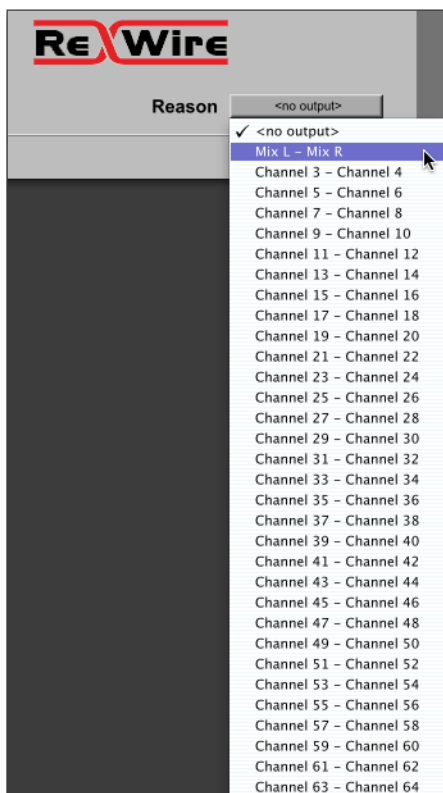 ReWire
Reason
<no output>
✓ <no output>
Mix L – Mix R
Channel 3 – Channel 4
Channel 5 – Channel 6
Channel 7 – Channel 8
Channel 9 – Channel 10
Channel 11 – Channel 12
Channel 13 – Channel 14
Channel 15 – Channel 16
Channel 17 – Channel 18
Channel 19 – Channel 20
Channel 21 – Channel 22
Channel 23 – Channel 24
Channel 25 – Channel 26
Channel 27 – Channel 28
Channel 29 – Channel 30
Channel 31 – Channel 32
Channel 33 – Channel 34
Channel 35 – Channel 36
Channel 37 – Channel 38
Channel 39 – Channel 40
Channel 41 – Channel 42
Channel 43 – Channel 44
Channel 45 – Channel 46
Channel 47 – Channel 48
Channel 49 – Channel 50
Channel 51 – Channel 52
Channel 53 – Channel 54
Channel 55 – Channel 56
Channel 57 – Channel 58
Channel 59 – Channel 60
Channel 61 – Channel 62
Channel 63 – Channel 64